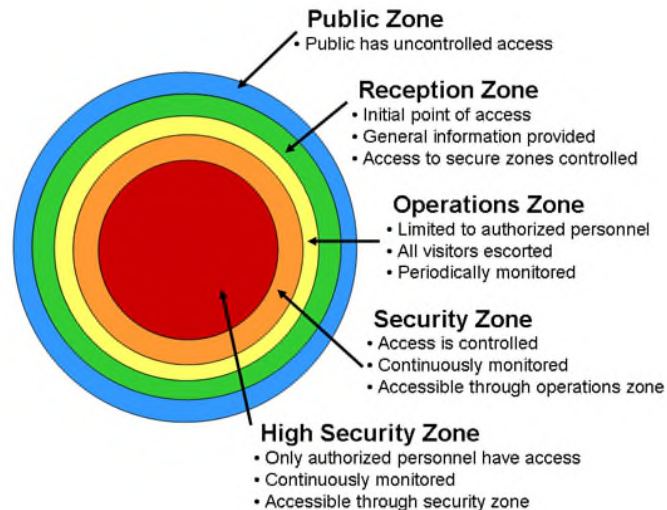 Public Zone
• Public has uncontrolled access
Reception Zone
• Initial point of access
• General information provided
• Access to secure zones controlled
Operations Zone
• Limited to authorized personnel
• All visitors escorted
• Periodically monitored
Security Zone
• Access is controlled
• Continuously monitored
• Accessible through operations zone
High Security Zone
• Only authorized personnel have access
• Continuously monitored
• Accessible through security zone